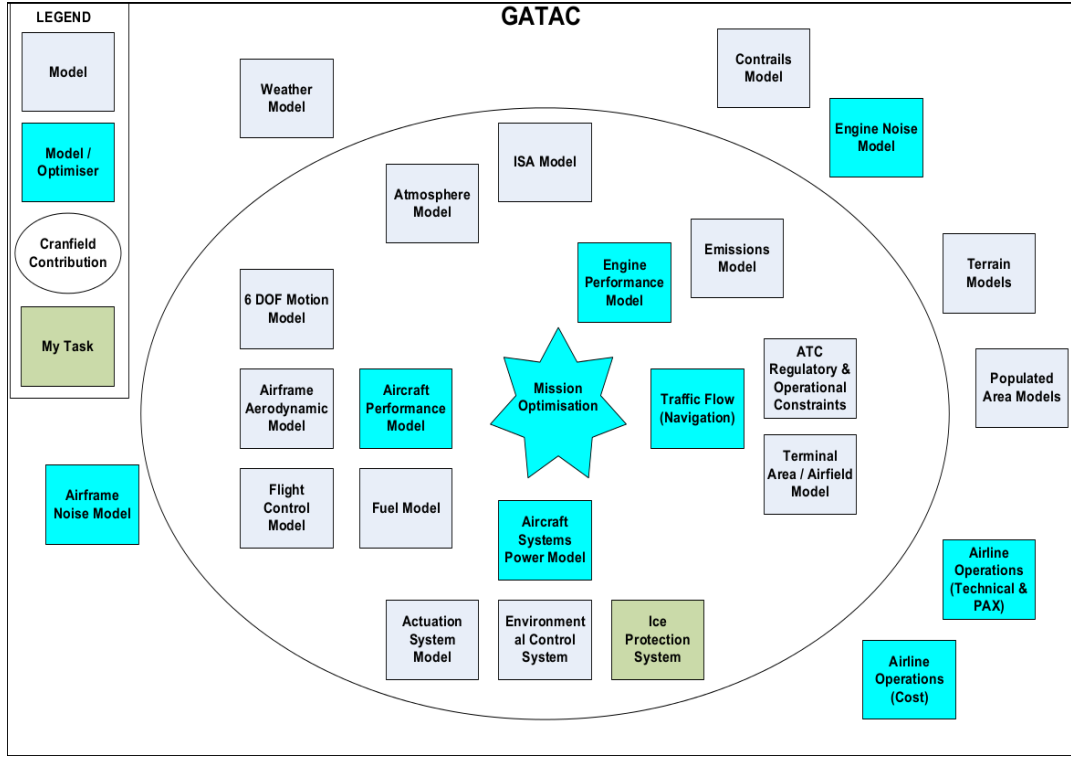 GATAC
LEGEND
Model
Model /
Optimiser
Cranfield
Contribution
My Task
Weather
Model
Contrails
Model
Engine Noise
Model
ISA Model
Atmosphere
Model
Emissions
Model
Engine
Performance
Model
Terrain
Models
6 DOF Motion
Model
ATC
Regulatory &
Operational
Constraints
Populated
Area Models
Airframe
Aerodynamic
Model
Aircraft
Performance
Model
Mission
Optimisation
Traffic Flow
(Navigation)
Terminal
Area / Airfield
Model
Airframe
Noise Model
Flight
Control
Model
Fuel Model
Aircraft
Systems
Power Model
Airline
Operations
(Technical &
PAX)
Actuation
System
Model
Environment
al Control
System
Ice
Protection
System
Airline
Operations
(Cost)